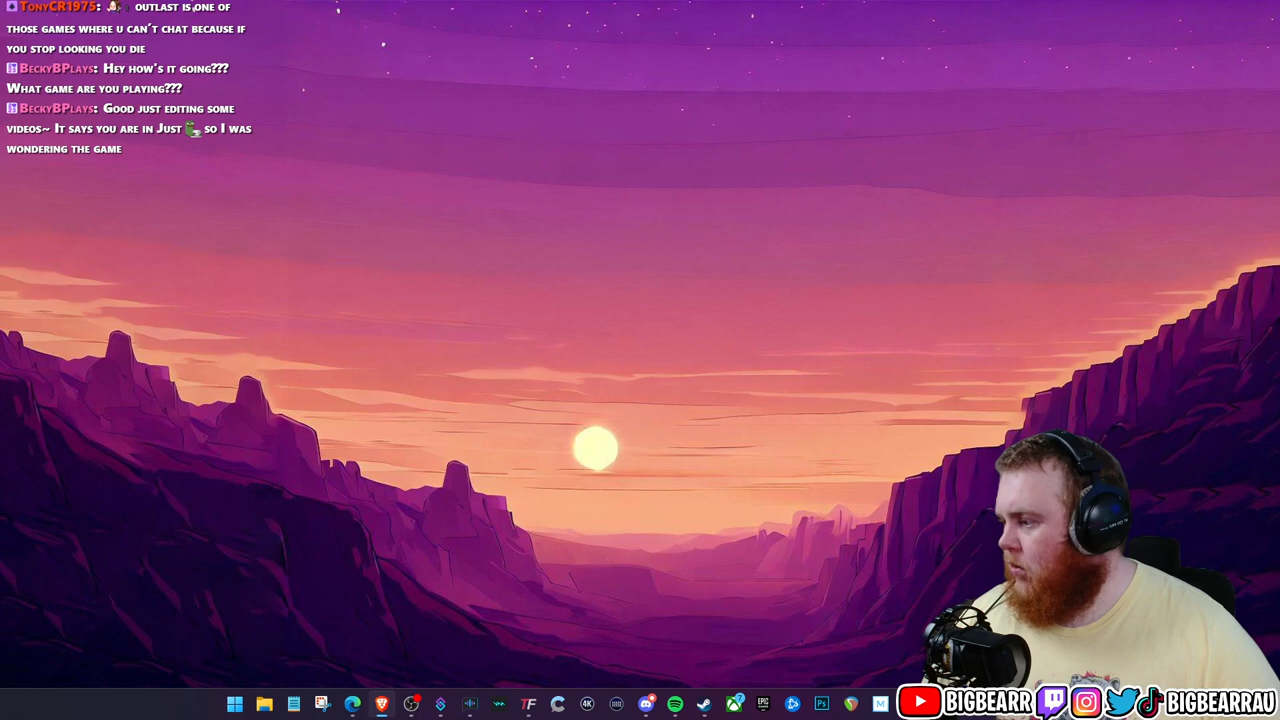 TonyCR1975: outlast is one of
those games where u can't chat because if
you stop looking you die
BeckyBPlays: Hey how's it going???
What game are you playing???
BeckyBPlays: Good just editing some
videos~ It says you are in Just so I was
wondering the game
BIGBEARR BIGBEARRAU